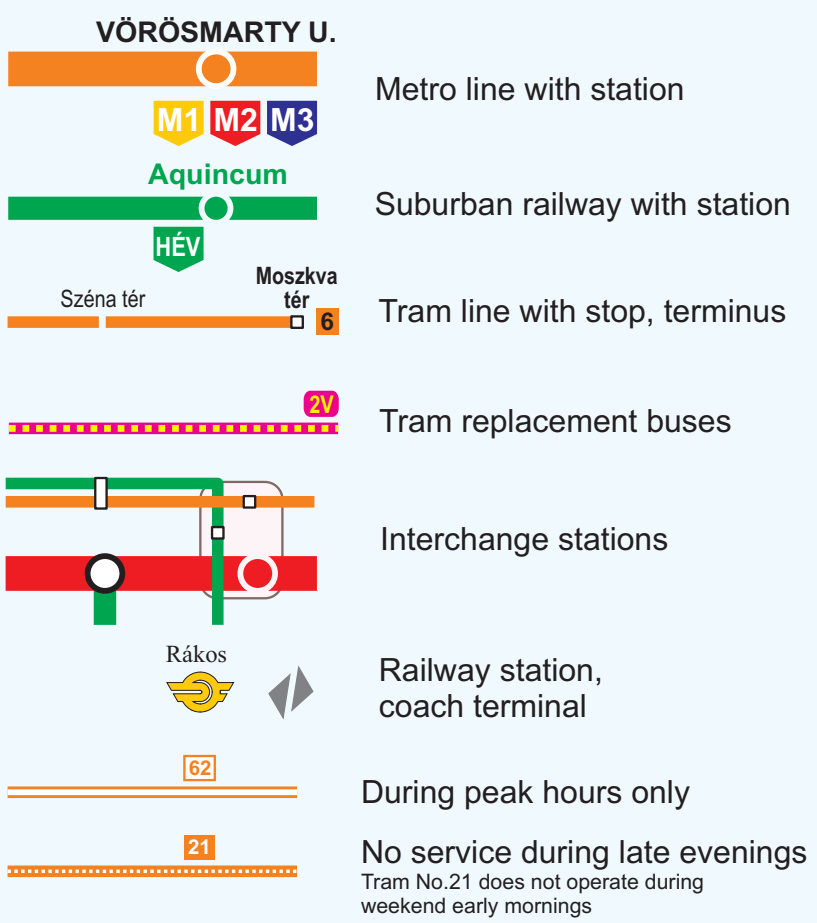 VÖRÖSMARTY U.
Metro line with station
M1 M2 M3
Aquincum
Suburban railway with station
HÉV
Széna tér
Moszkva
tér
6
Tram line with stop, terminus
2V
Tram replacement buses
Interchange stations
Rákos
Railway station,
coach terminal
62
During peak hours only
21
No service during late evenings
Tram No.21 does not operate during
weekend early mornings